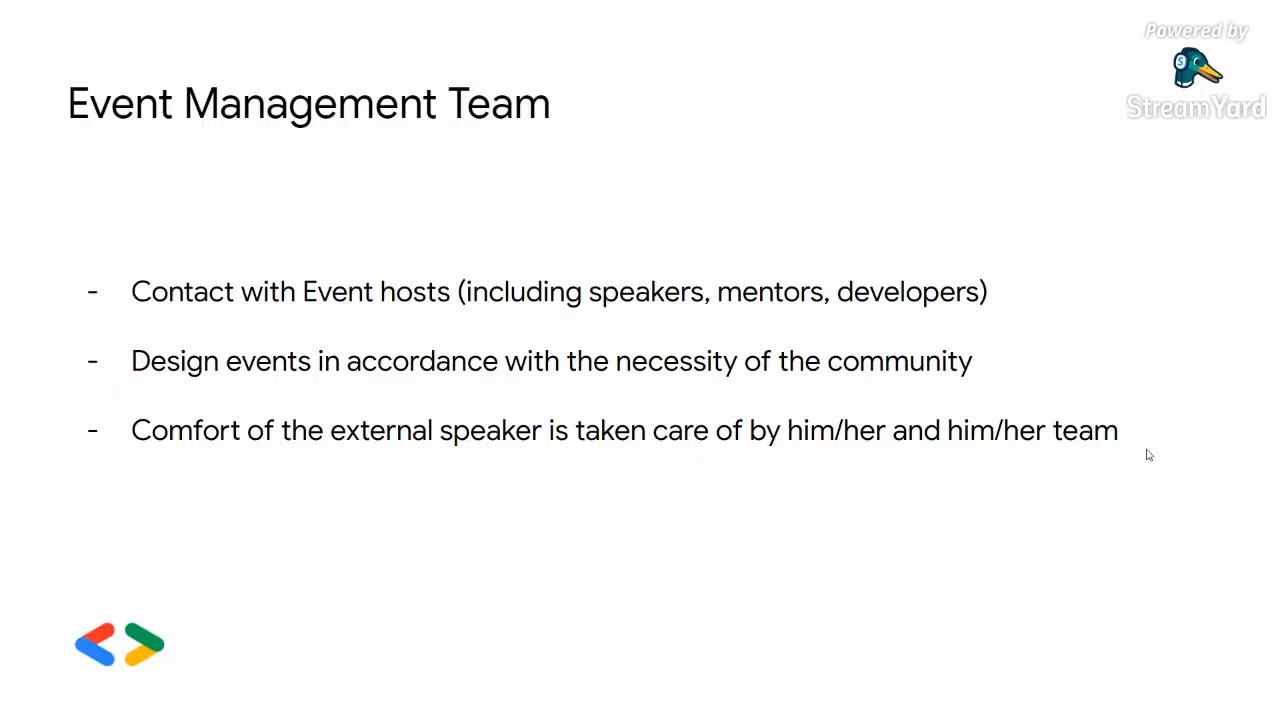 Powered by
StreamYard
Event Management Team
- Contact with Event hosts (including speakers, mentors, developers)
- Design events in accordance with the necessity of the community
- Comfort of the external speaker is taken care of by him/her and him/her team